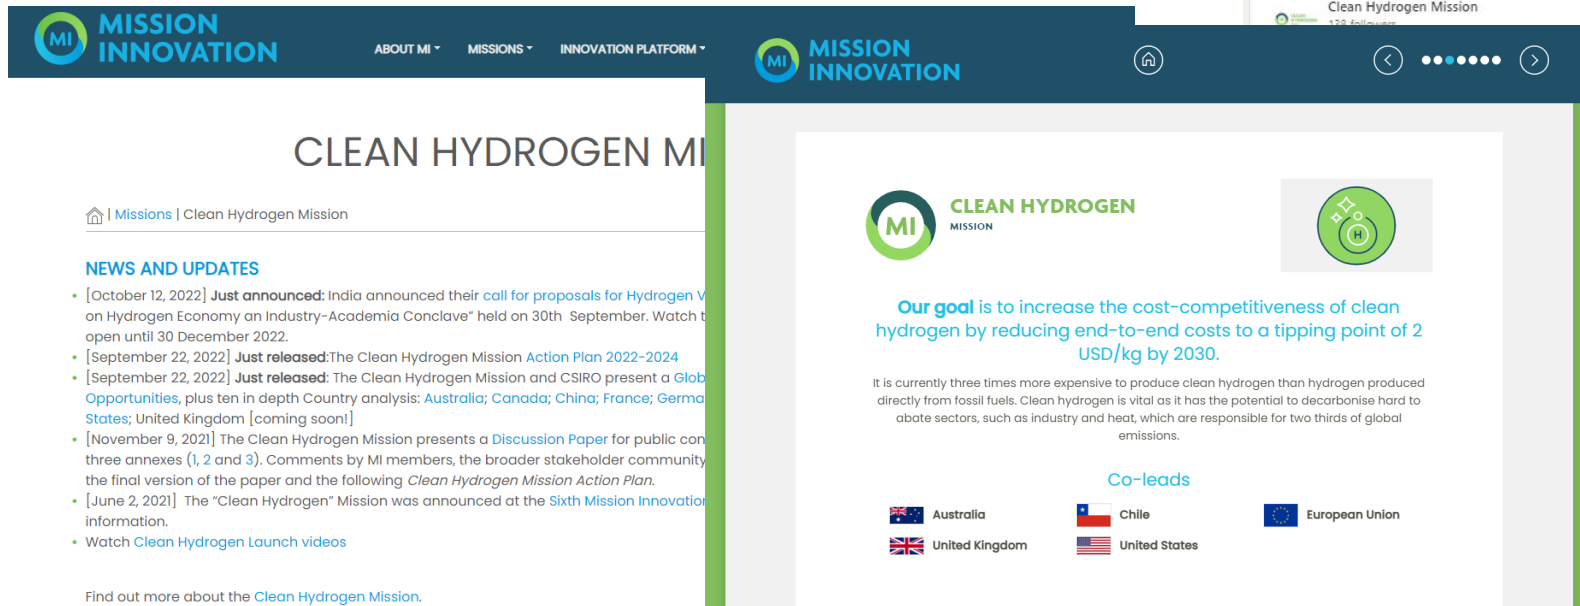 MI
MISSION
INNOVATION
ABOUT MI
MISSIONS
INNOVATION PLATFORM
CLEAN HYDROGEN MI
| Missions | Clean Hydrogen Mission
NEWS AND UPDATES
[October 12, 2022] Just announced: India announced their call for proposals for Hydrogen V
on Hydrogen Economy an Industry-Academia Conclave" held on 30th September. Watch t
open until 30 December 2022.
[September 22, 2022] Just released:The Clean Hydrogen Mission Action Plan 2022-2024
[September 22, 2022] Just released: The Clean Hydrogen Mission and CSIRO present a Glob
Opportunities, plus ten in depth Country analysis: Australia; Canada; China; France; Germa
States; United Kingdom [coming soon!]
[November 9, 2021] The Clean Hydrogen Mission presents a Discussion Paper for public con
three annexes (1, 2 and 3). Comments by MI members, the broader stakeholder community
the final version of the paper and the following Clean Hydrogen Mission Action Plan.
[June 2, 2021] The "Clean Hydrogen" Mission was announced at the Sixth Mission Innovation
information.
Watch Clean Hydrogen Launch videos
Find out more about the Clean Hydrogen Mission.
Clean Hydrogen Mission
138 followers
MI
MISSION
INNOVATION
MI
CLEAN HYDROGEN
MISSION
H
Our goal is to increase the cost-competitiveness of clean
hydrogen by reducing end-to-end costs to a tipping point of 2
USD/kg by 2030.
It is currently three times more expensive to produce clean hydrogen than hydrogen produced
directly from fossil fuels. Clean hydrogen is vital as it has the potential to decarbonise hard to
abate sectors, such as industry and heat, which are responsible for two thirds of global
emissions.
Co-leads
Australia
Chile
European Union
United Kingdom
United States